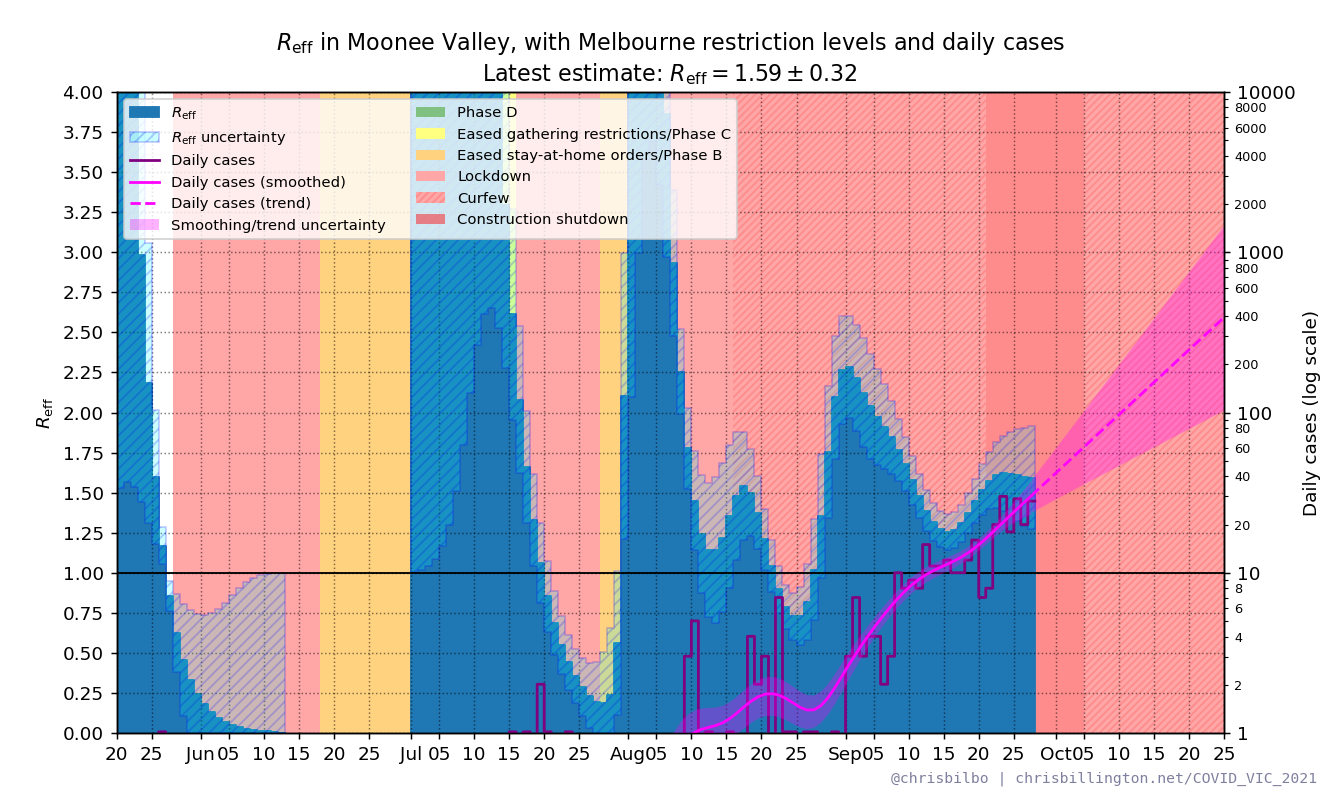 Reff in Moonee Valley, with Melbourne restriction levels and daily cases
Latest estimate: Reff = 1.59 ± 0.32
Reff
Reff uncertainty
Daily cases
Daily cases (smoothed)
Daily cases (trend)
Smoothing/trend uncertainty
Phase D
Eased gathering restrictions/Phase C
Eased stay-at-home orders/Phase B
Lockdown
Curfew
Construction shutdown
4.00
3.75
3.50
3.25
3.00
2.75
2.50
2.25
2.00
1.75
1.50
1.25
1.00
0.75
0.50
0.25
0.00
Reff
10000
8000
6000
4000
2000
1000
800
600
400
200
100
80
60
40
20
10
8
6
4
2
1
Daily cases (log scale)
20 25 Jun 05 10 15 20 25 Jul 05 10 15 20 25 Aug 05 10 15 20 25 Sep 05 10 15 20 25 Oct 05 10 15 20 25
@chrisbilbo | chrisbillington.net/COVID_VIC_2021